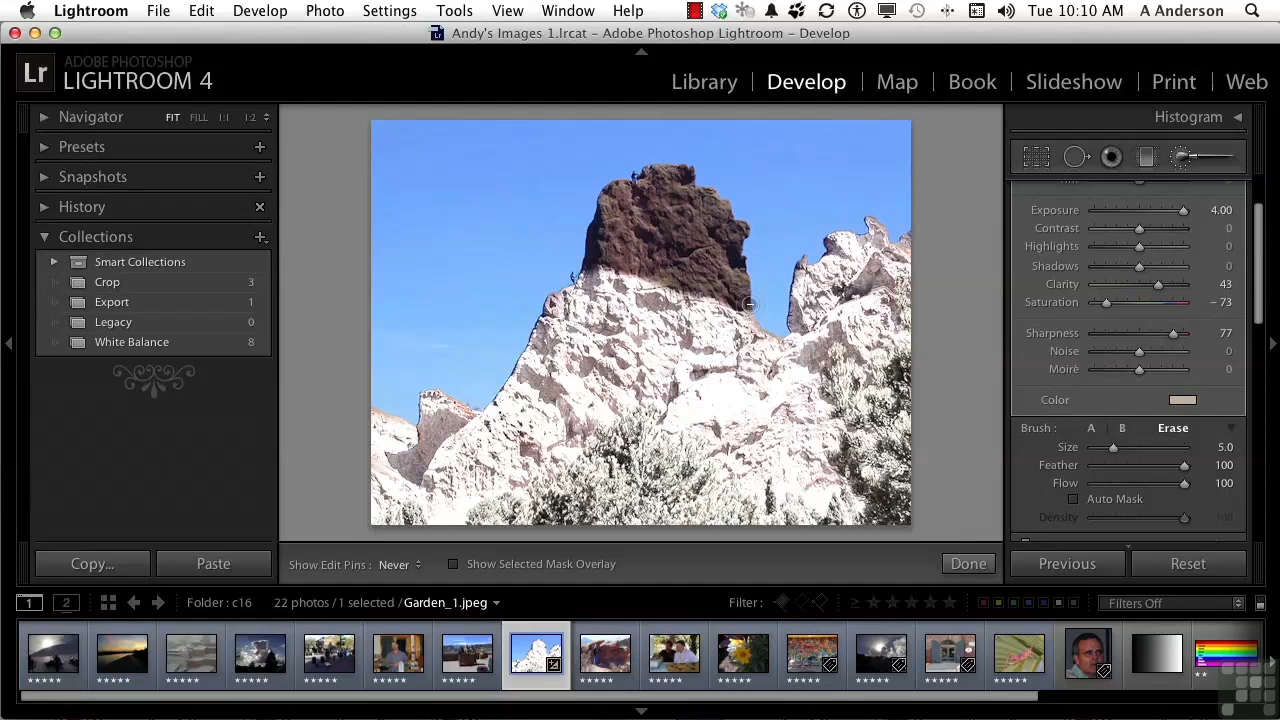 Lightroom File Edit Develop Photo Settings Tools View Window Help Tue 10:10 AM A Anderson
Andy's Images 1.lrcat – Adobe Photoshop Lightroom – Develop
Lr ADOBE PHOTOSHOP
LIGHTROOM 4
Library | Develop | Map | Book | Slideshow | Print | Web
Navigator FIT FILL 1:1 1:2
Presets
Snapshots
History
Collections
Smart Collections
Crop 3
Export 1
Legacy 0
White Balance 8
Copy... Paste
Histogram
Exposure 4.00
Contrast 0
Highlights 0
Shadows 0
Clarity 43
Saturation – 73
Sharpness 77
Noise 0
Moiré 0
Color
Brush : A | B Erase
Size 5.0
Feather 100
Flow 100
Auto Mask
Density 100
Show Edit Pins : Never Show Selected Mask Overlay Done
Previous Reset
1 2 Folder : c16 22 photos / 1 selected / Garden_1.jpeg Filter : Filters Off